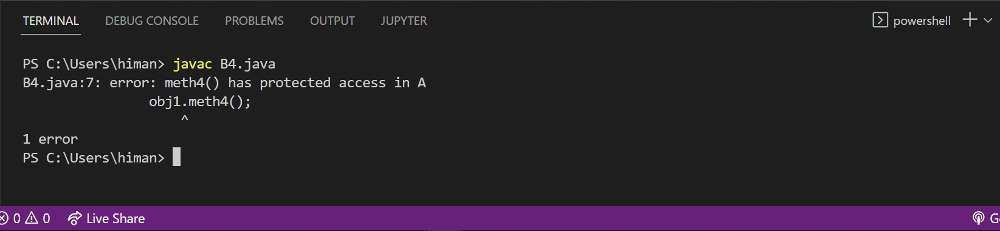 TERMINAL DEBUG CONSOLE PROBLEMS OUTPUT JUPYTER powershell
PS C:\Users\himan> javac B4.java
B4.java:7: error: meth4() has protected access in A
obj1.meth4();
^
1 error
PS C:\Users\himan>
0 0 Live Share